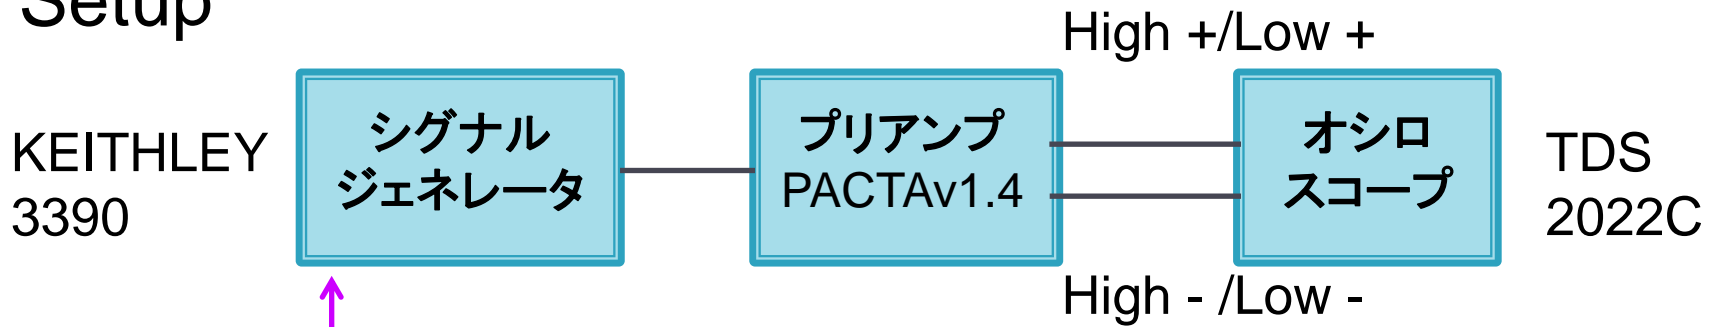 Setup
High +/Low +
KEITHLEY
3390
シグナル
ジェネレータ
プリアンプ
PACTAv1.4
オシロ
スコープ
TDS
2022C
High - /Low -